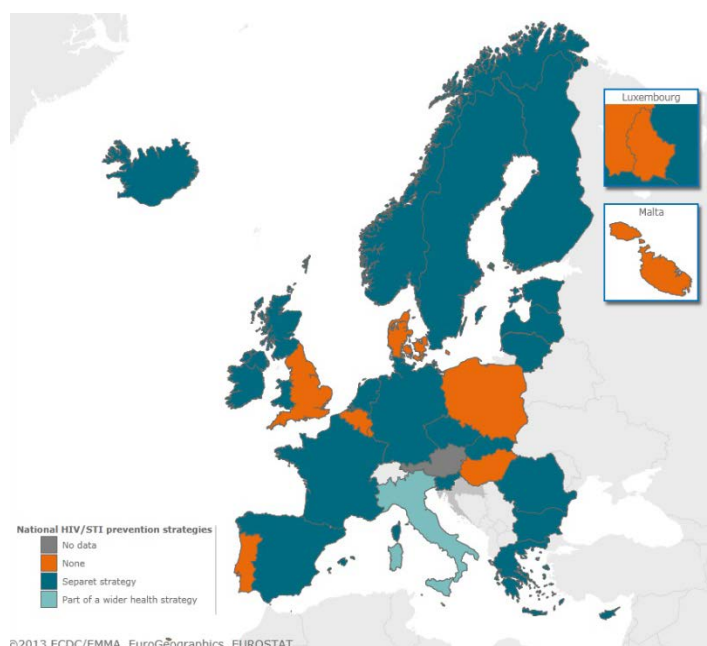 Luxembourg
Malta
National HIV/STI prevention strategies
No data
None
Separet strategy
Part of a wider health strategy
©2013 ECDC/EMMA, EuroGeographics, EUROSTAT